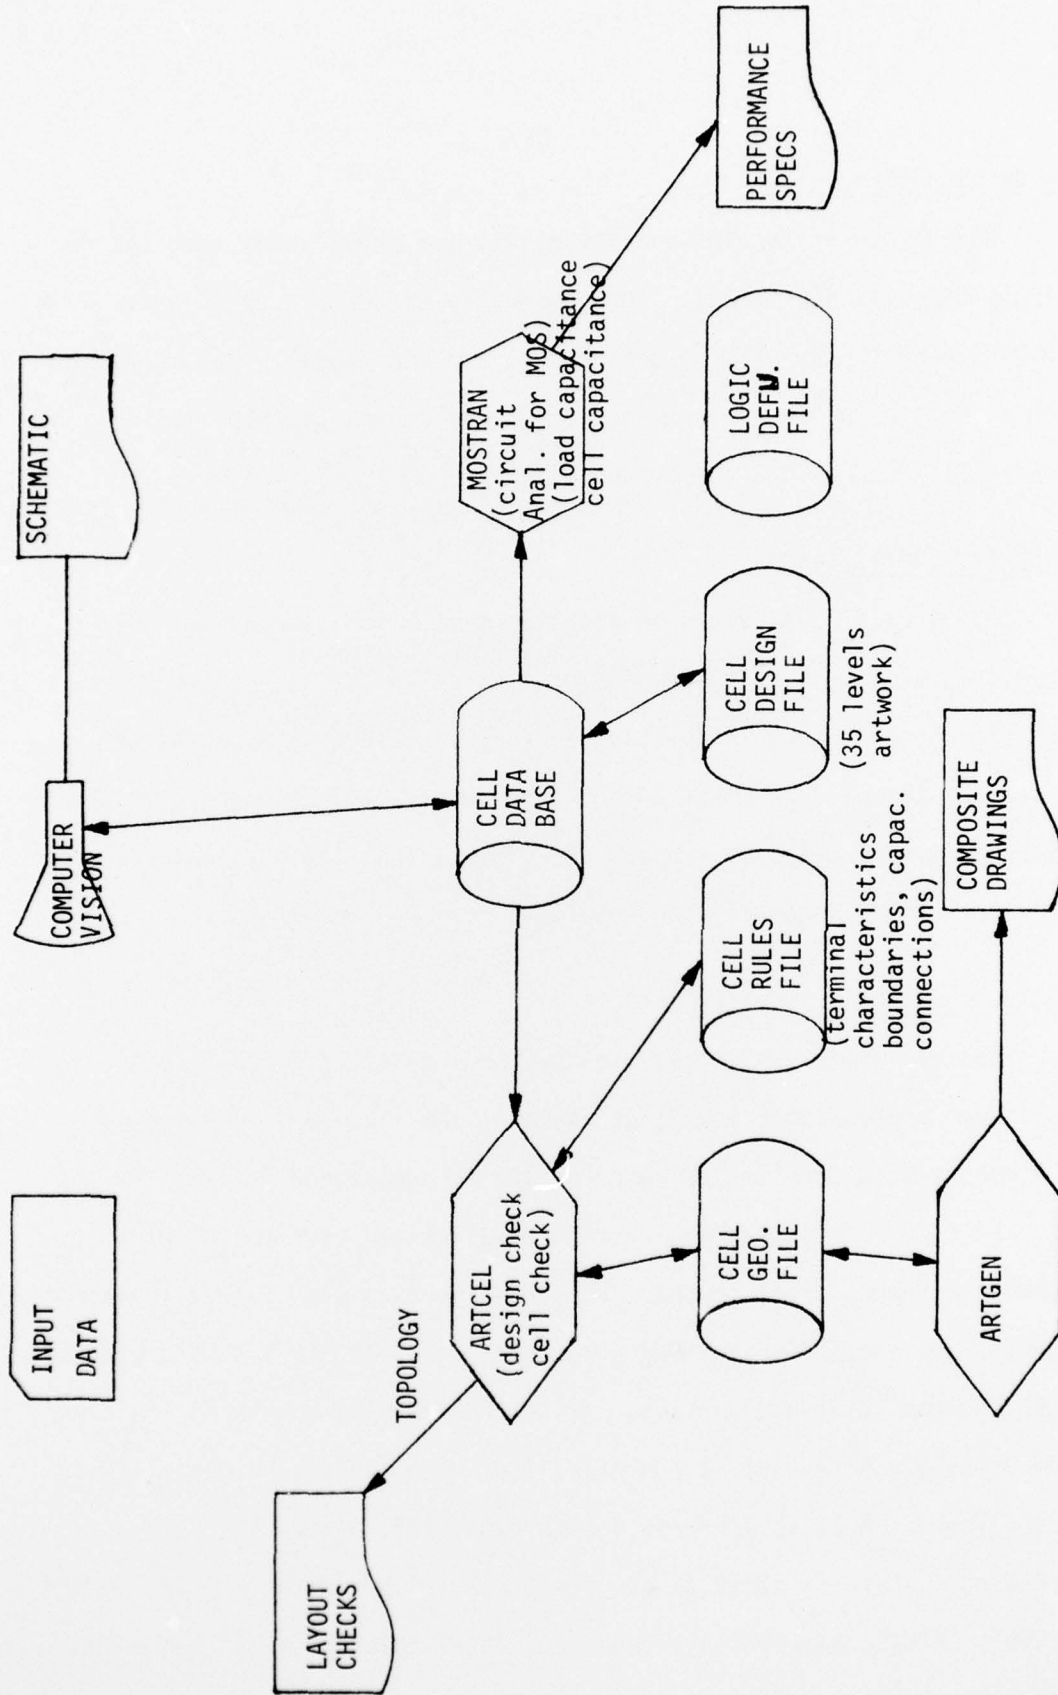 INPUT
DATA
COMPUTER
VISION
SCHEMATIC
LAYOUT
CHECKS
TOPOLOGY
ARTCEL
(design check
cell check)
CELL
DATA
BASE
MOSTRAN
(circuit
Anal. for MOS)
(load capacitance
cell capacitance)
CELL
GEO.
FILE
CELL
RULES
FILE
(terminal
characteristics
boundaries, capac.
connections)
CELL
DESIGN
FILE
(35 levels
artwork)
LOGIC
DEFN.
FILE
PERFORMANCE
SPECS
ARTGEN
COMPOSITE
DRAWINGS